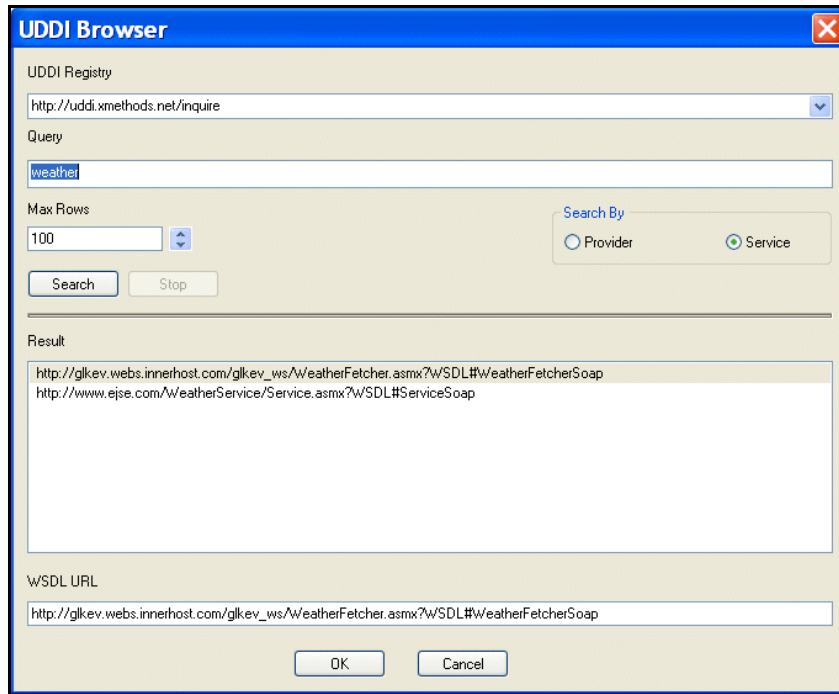 UDDI Browser
UDDI Registry
http://uddi.xmethods.net/inquire
Query
weather
Max Rows
100
Search By
Provider
Service
Search
Stop
Result
http://glkev.webs.innerhost.com/glkev_ws/WeatherFetcher.asmx?WSDL#WeatherFetcherSoap
http://www.ejse.com/WeatherService/Service.asmx?WSDL#ServiceSoap
WSDL URL
http://glkev.webs.innerhost.com/glkev_ws/WeatherFetcher.asmx?WSDL#WeatherFetcherSoap
OK
Cancel